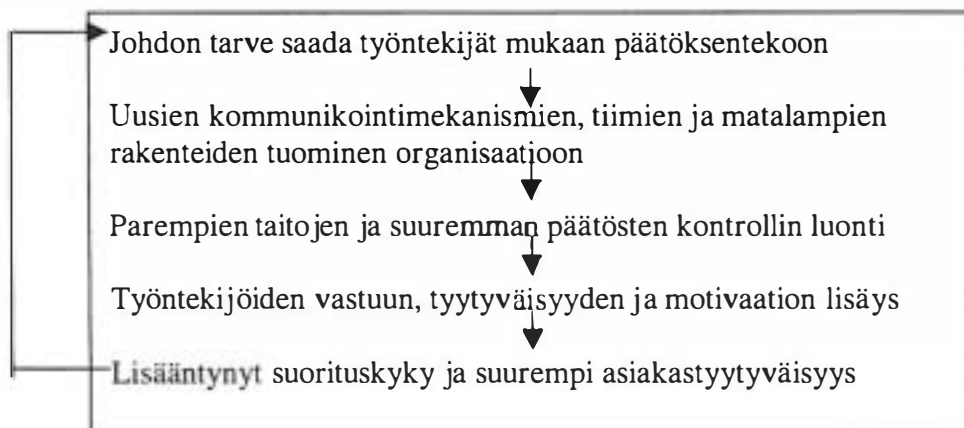 Johdon tarve saada työntekijät mukaan päätöksentekoon
Uusien kommunikointimekanismien, tiimien ja matalampien
rakenteiden tuominen organisaatioon
Parempien taitojen ja suuremman päätösten kontrollin luonti
Työntekijöiden vastuun, tyytyväisyyden ja motivaation lisäys
Lisääntynyt suorituskyky ja suurempi asiakastyytyväisyys